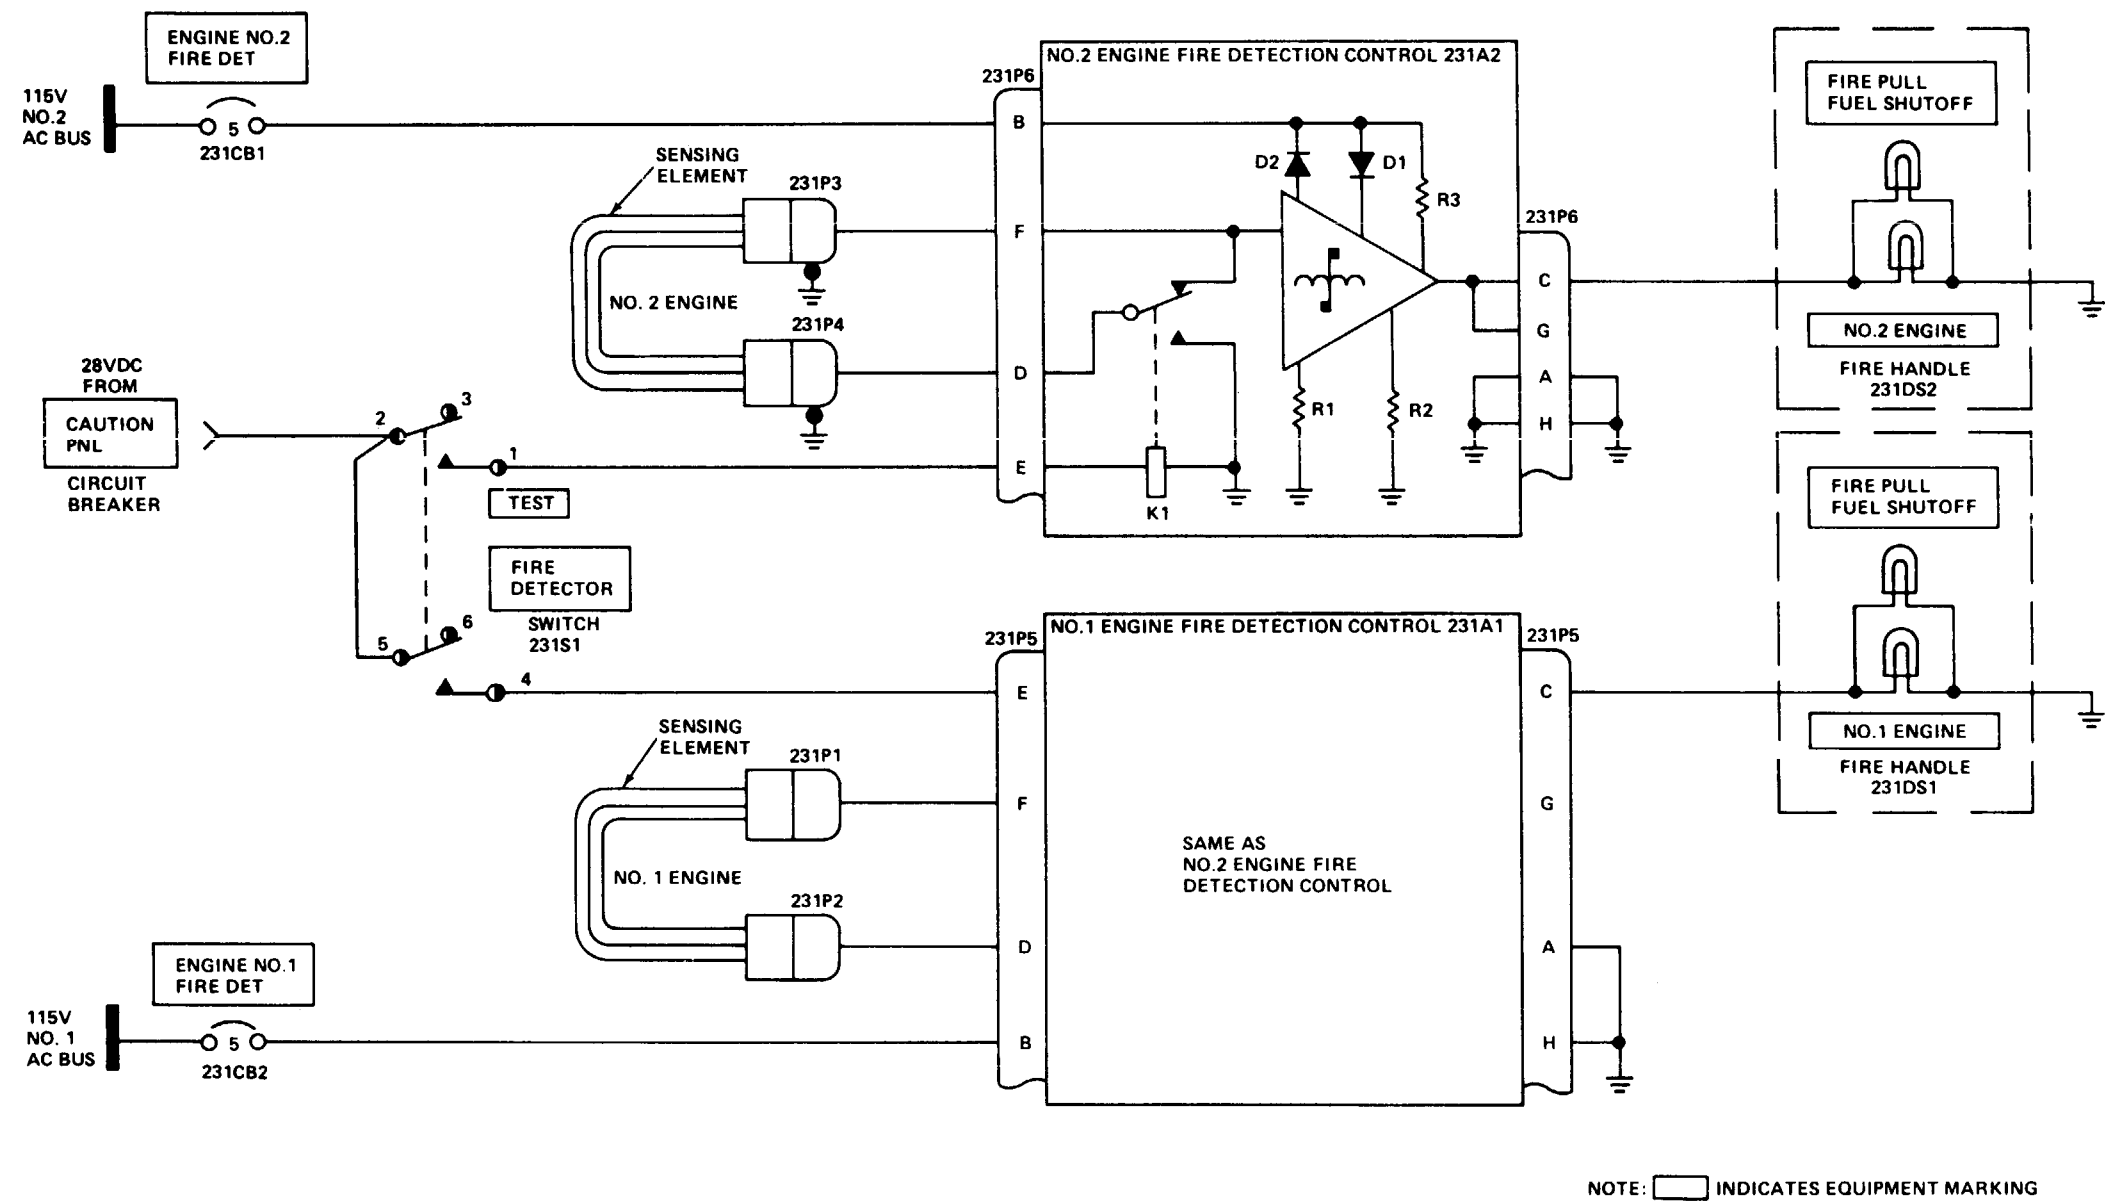 ENGINE NO.2
FIRE DET
115V
NO.2
AC BUS
5
231CB1
SENSING
ELEMENT
231P3
NO. 2 ENGINE
231P4
28VDC
FROM
CAUTION
PNL
CIRCUIT
BREAKER
2
3
1
TEST
FIRE
DETECTOR
SWITCH
231S1
5
6
4
231P6
NO.2 ENGINE FIRE DETECTION CONTROL 231A2
B
F
D
E
D2
D1
R3
R1
R2
K1
231P6
C
G
A
H
FIRE PULL
FUEL SHUTOFF
NO.2 ENGINE
FIRE HANDLE
231DS2
FIRE PULL
FUEL SHUTOFF
NO.1 ENGINE
FIRE HANDLE
231DS1
231P5
NO.1 ENGINE FIRE DETECTION CONTROL 231A1
231P5
E
F
D
B
SAME AS
NO.2 ENGINE FIRE
DETECTION CONTROL
C
G
A
H
SENSING
ELEMENT
231P1
NO. 1 ENGINE
231P2
ENGINE NO.1
FIRE DET
115V
NO. 1
AC BUS
5
231CB2
NOTE: INDICATES EQUIPMENT MARKING